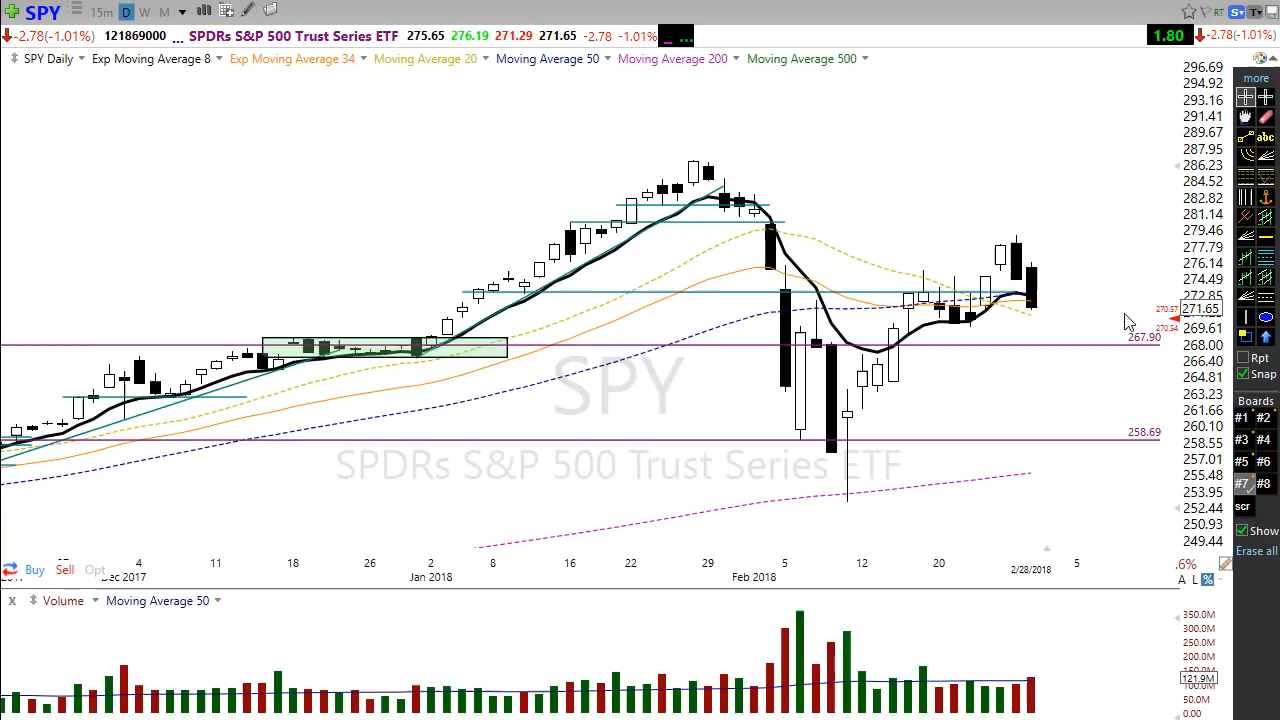 SPY 15m D W M RT S T
-2.78(-1.01%) 121869000 ... SPDRs S&P 500 Trust Series ETF 275.65 276.19 271.29 271.65 -2.78 -1.01% 1.80 -2.78(-1.01%)
SPY Daily Exp Moving Average 8 Exp Moving Average 34 Moving Average 20 Moving Average 50 Moving Average 200 Moving Average 500
more
abc
296.69
294.92
293.16
291.41
289.67
287.95
286.23
284.52
282.82
281.14
279.46
277.79
276.14
274.49
272.85
271.65
270.57
270.54
269.61
267.90
268.00
266.40
264.81
263.23
261.66
260.10
258.69
258.55
257.01
255.48
253.95
252.44
250.93
249.44
SPY
SPDRs S&P 500 Trust Series ETF
Rpt
Snap
Boards
#1 #2
#3 #4
#5 #6
#7 #8
scr
Show
Erase all
4 11 18 26 2 8 16 22 29 5 12 20 2/28/2018 5
Dec 2017 Jan 2018 Feb 2018
Buy Sell Opt
.6%
A L %
X Volume Moving Average 50
350.0M
300.0M
250.0M
200.0M
150.0M
121.9M
100.0M
50.0M
0.00